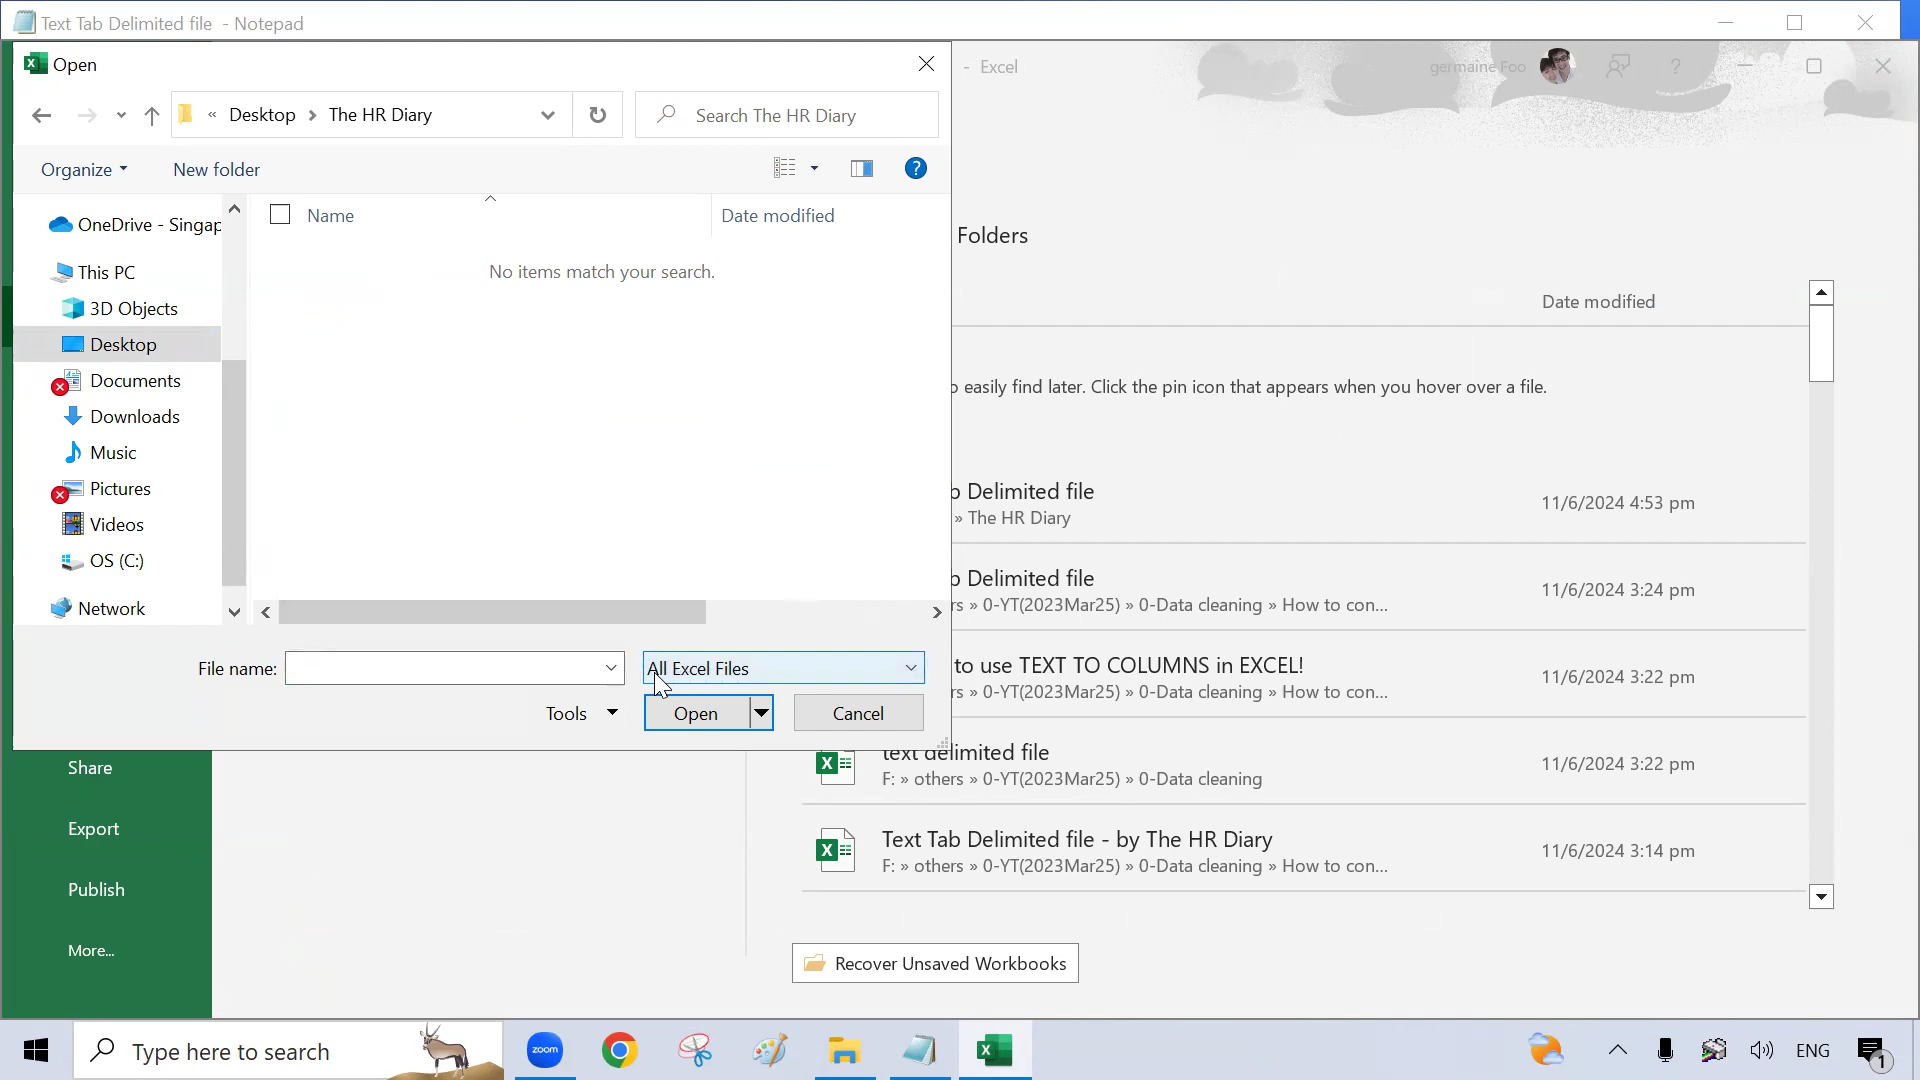 Text Tab Delimited file - Notepad
Open
- Excel
germaine Foo
?
« Desktop > The HR Diary
Search The HR Diary
Organize
New folder
?
OneDrive - Singap
This PC
3D Objects
Desktop
Documents
Downloads
Music
Pictures
Videos
OS (C:)
Network
Name
Date modified
No items match your search.
File name:
All Excel Files
Tools
Open
Cancel
Folders
Date modified
o easily find later. Click the pin icon that appears when you hover over a file.
b Delimited file
» The HR Diary
11/6/2024 4:53 pm
b Delimited file
rs » 0-YT(2023Mar25) » 0-Data cleaning » How to con...
11/6/2024 3:24 pm
to use TEXT TO COLUMNS in EXCEL!
rs » 0-YT(2023Mar25) » 0-Data cleaning » How to con...
11/6/2024 3:22 pm
text delimited file
F: » others » 0-YT(2023Mar25) » 0-Data cleaning
11/6/2024 3:22 pm
Text Tab Delimited file - by The HR Diary
F: » others » 0-YT(2023Mar25) » 0-Data cleaning » How to con...
11/6/2024 3:14 pm
Share
Export
Publish
More...
Recover Unsaved Workbooks
Type here to search
zoom
ENG
1